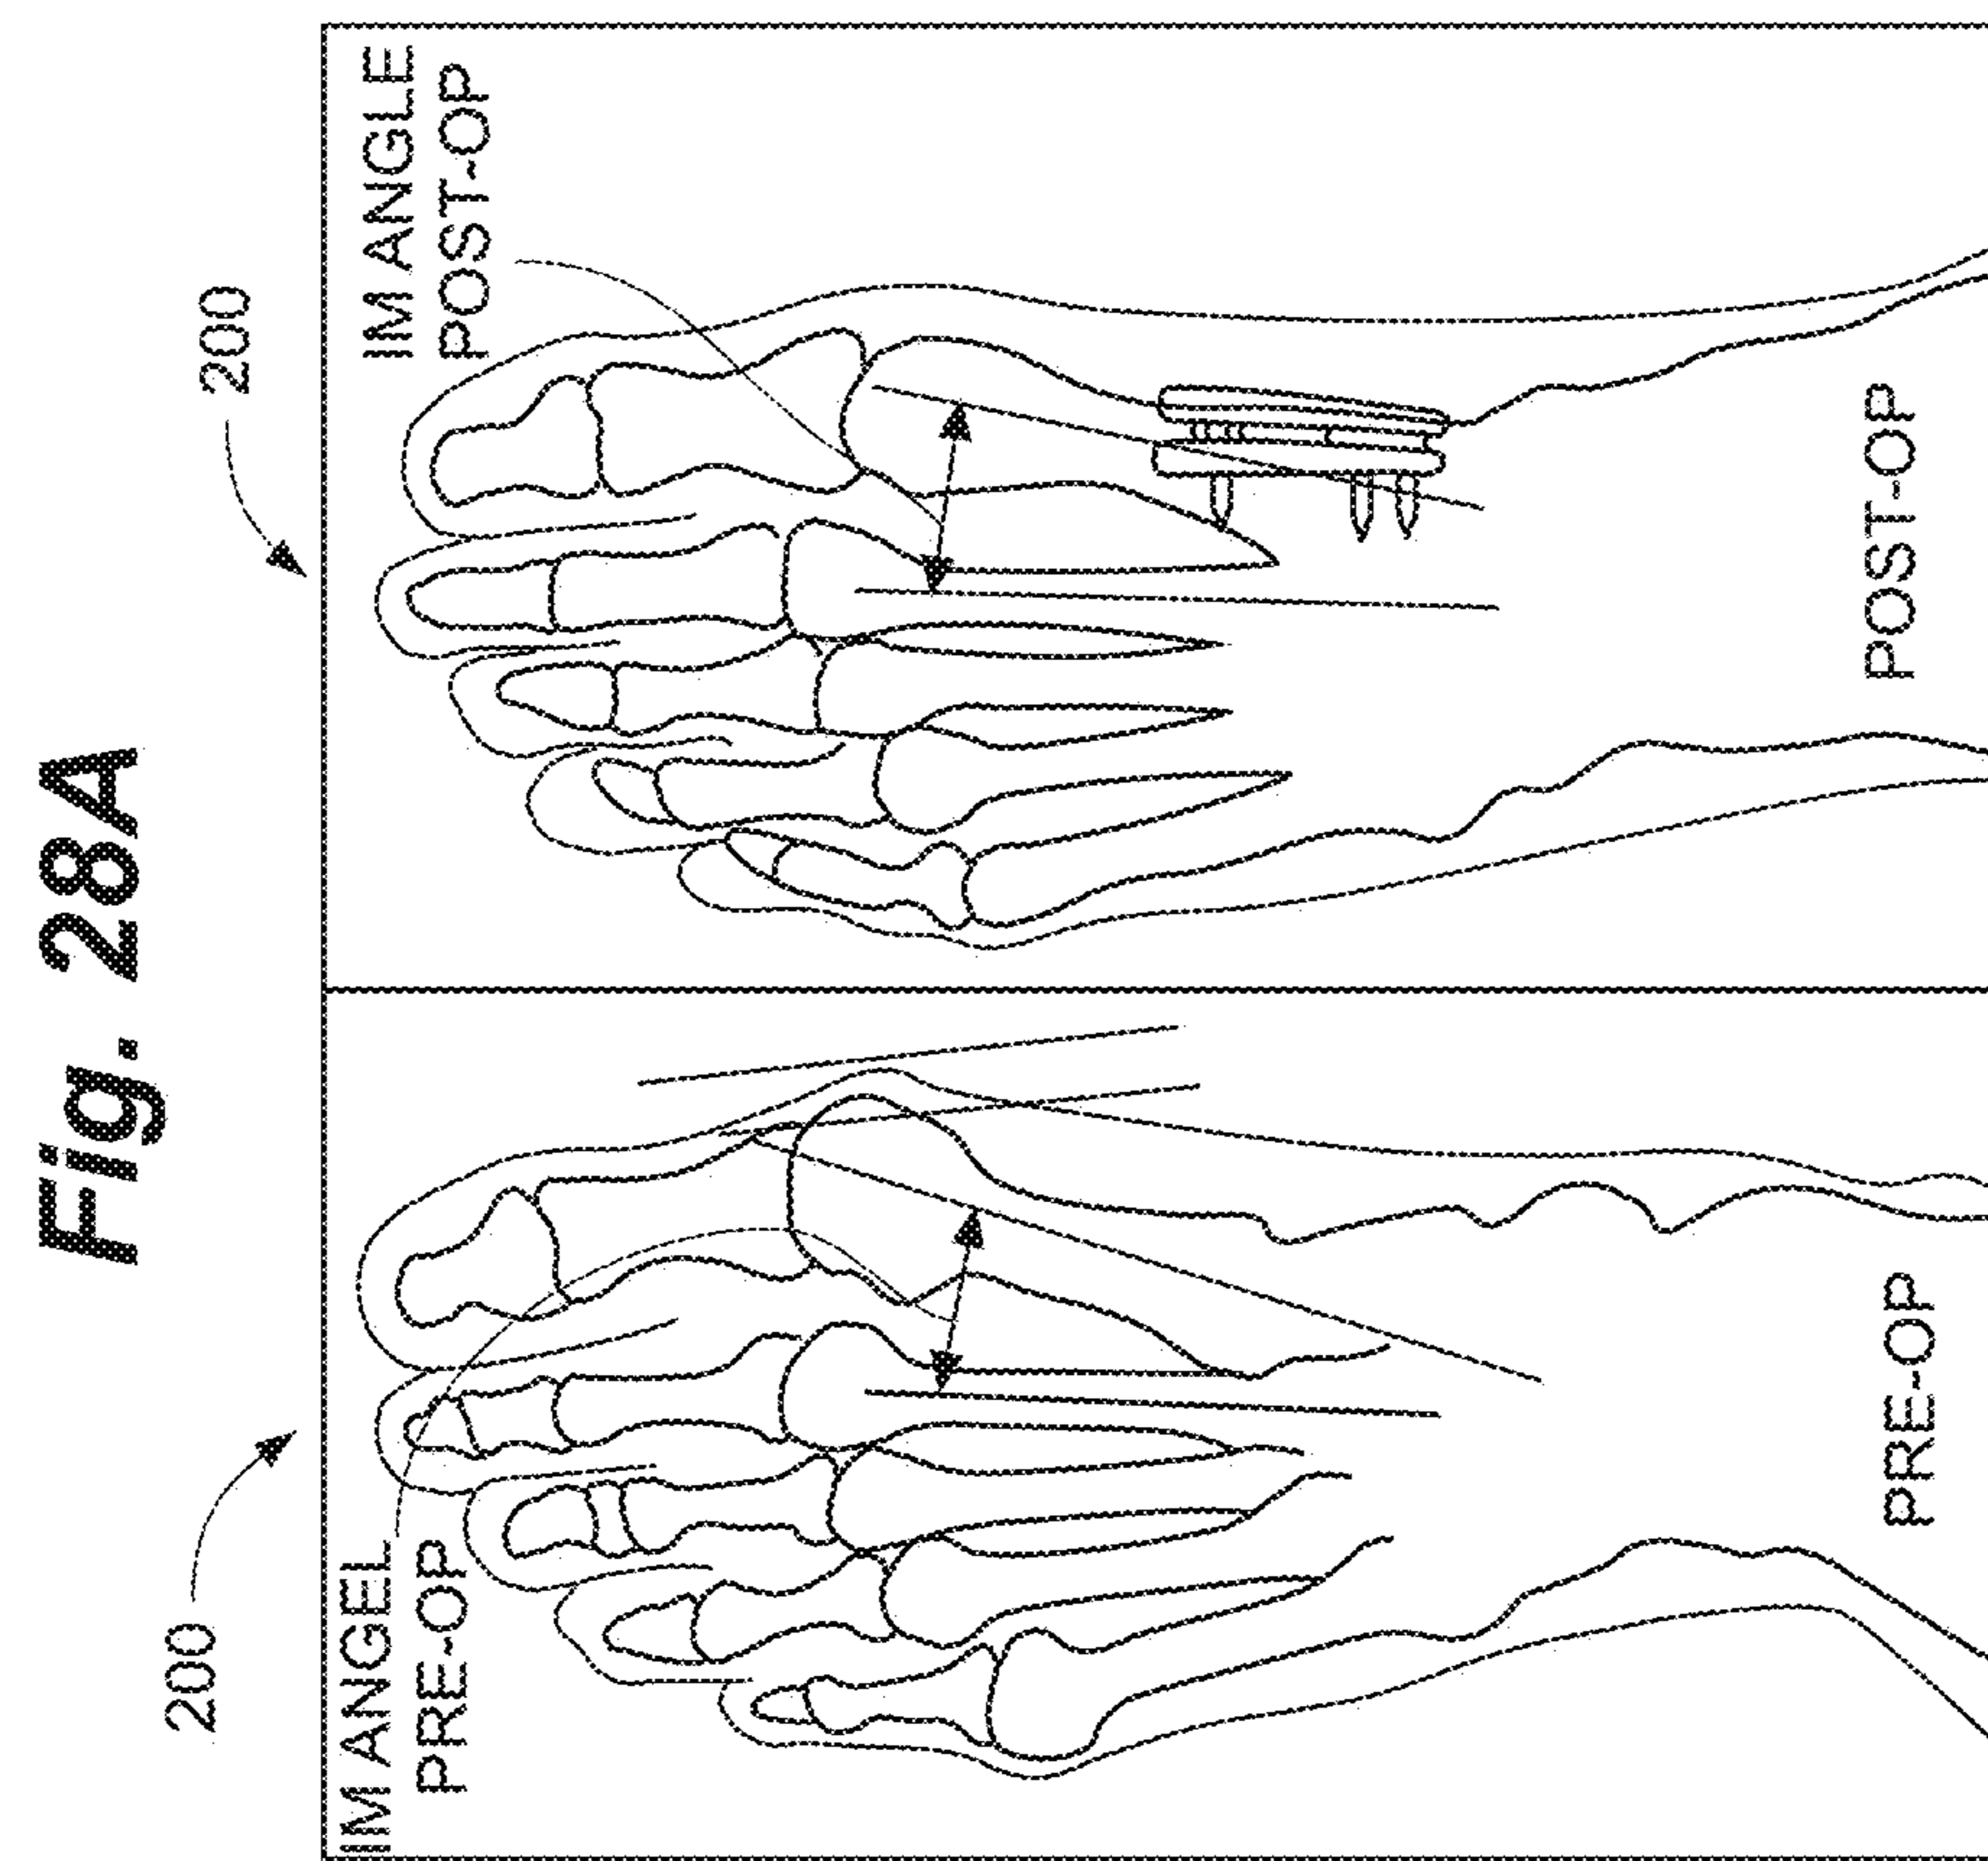 Fig. 28A
200
200
IM ANGEL
PRE-OP
IM ANGLE
POST-OP
PRE-OP
POST-OP